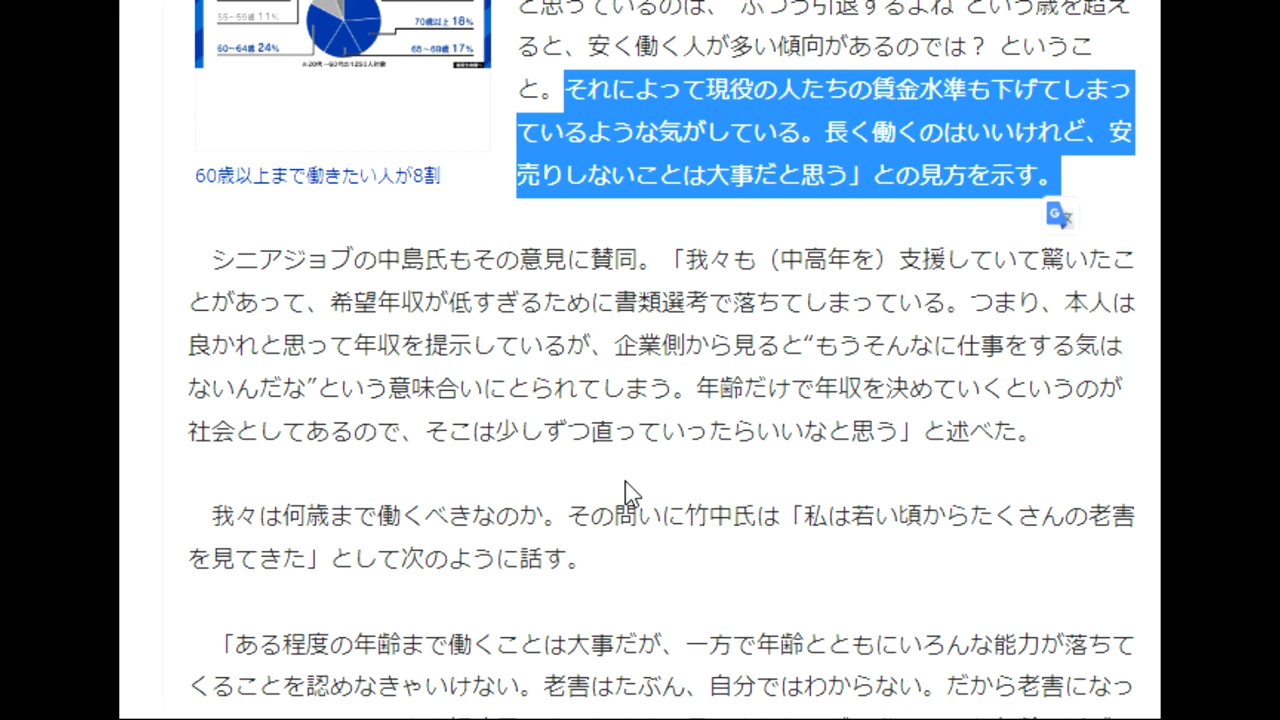 と思っているのは、“ふつう引退するよね”という歳を超え
ると、安く働く人が多い傾向があるのでは？ というこ
と。それによって現役の人たちの賃金水準も下げてしまっ
ているような気がしている。長く働くのはいいけれど、安
売りしないことは大事だと思う」との見方を示す。
55〜59歳 11%
70歳以上 18%
60〜64歳 24%
65〜69歳 17%
60歳以上まで働きたい人が8割
シニアジョブの中島氏もその意見に賛同。「我々も（中高年を）支援していて驚いたこ
とがあって、希望年収が低すぎるために書類選考で落ちてしまっている。つまり、本人は
良かれと思って年収を提示しているが、企業側から見ると“もうそんなに仕事をする気は
ないんだな”という意味合いにとられてしまう。年齢だけで年収を決めていくというのが
社会としてあるので、そこは少しずつ直っていったらいいなと思う」と述べた。
我々は何歳まで働くべきなのか。その問いに竹中氏は「私は若い頃からたくさんの老害
を見てきた」として次のように話す。
「ある程度の年齢まで働くことは大事だが、一方で年齢とともにいろんな能力が落ちて
くることを認めなきゃいけない。老害はたぶん、自分ではわからない。だから老害になっ